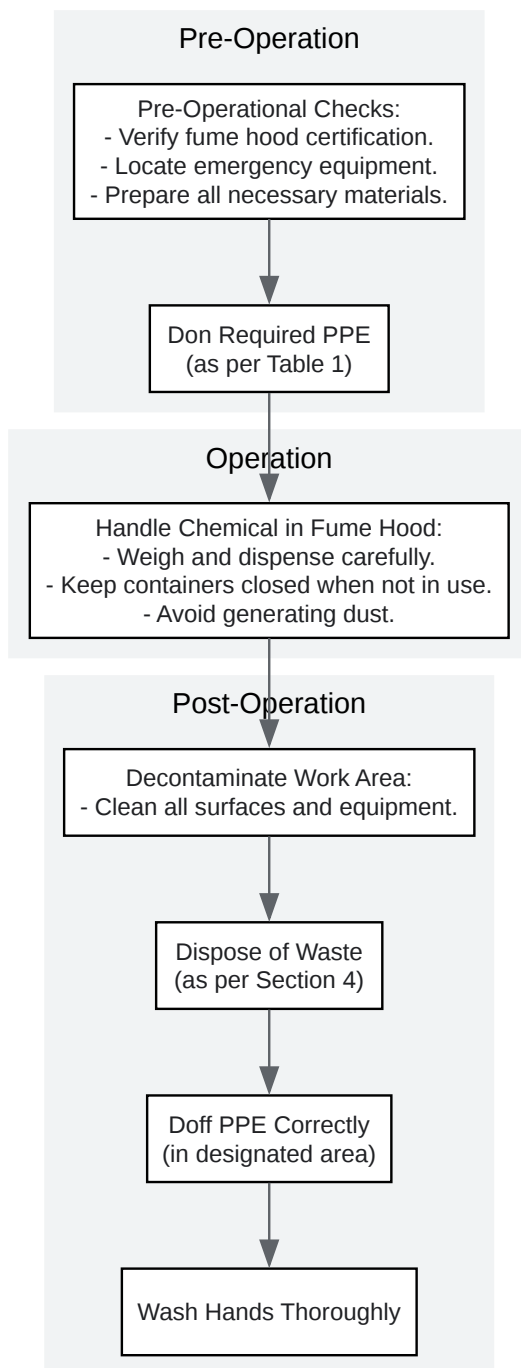 Pre-Operation
Pre-Operational Checks:
- Verify fume hood certification.
- Locate emergency equipment.
- Prepare all necessary materials.
Don Required PPE
(as per Table 1)
Operation
Handle Chemical in Fume Hood:
- Weigh and dispense carefully.
- Keep containers closed when not in use.
- Avoid generating dust.
Post-Operation
Decontaminate Work Area:
- Clean all surfaces and equipment.
Dispose of Waste
(as per Section 4)
Doff PPE Correctly
(in designated area)
Wash Hands Thoroughly